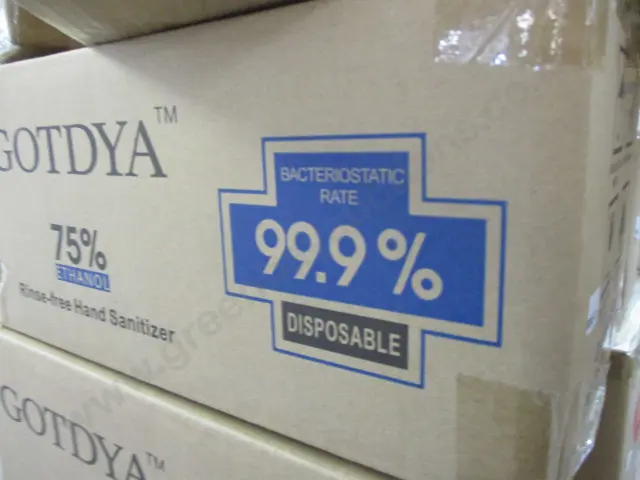 GOTDYA™
75%
ETHANOL
Rinse-free Hand Sanitizer
BACTERIOSTATIC
RATE
99.9%
DISPOSABLE
GOTDYA™